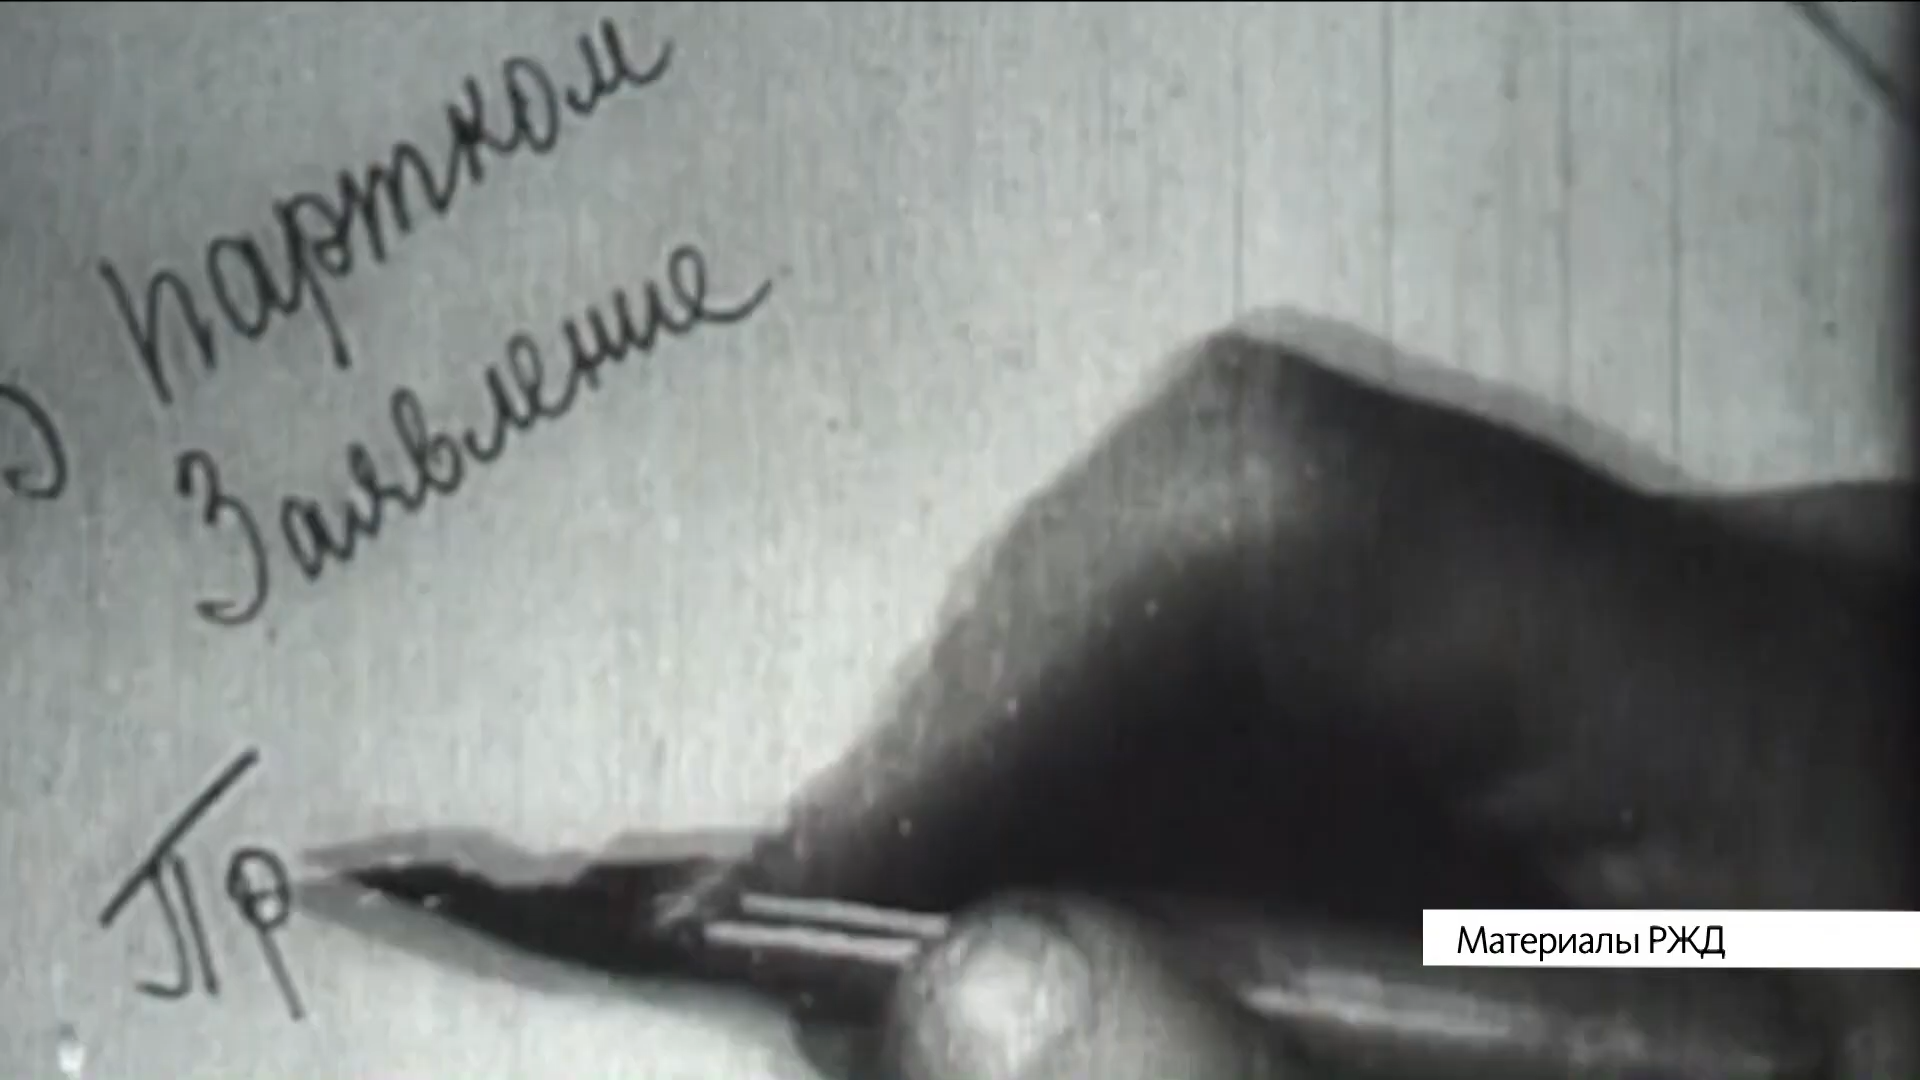 партком
Заявление
Пр
Материалы РЖД